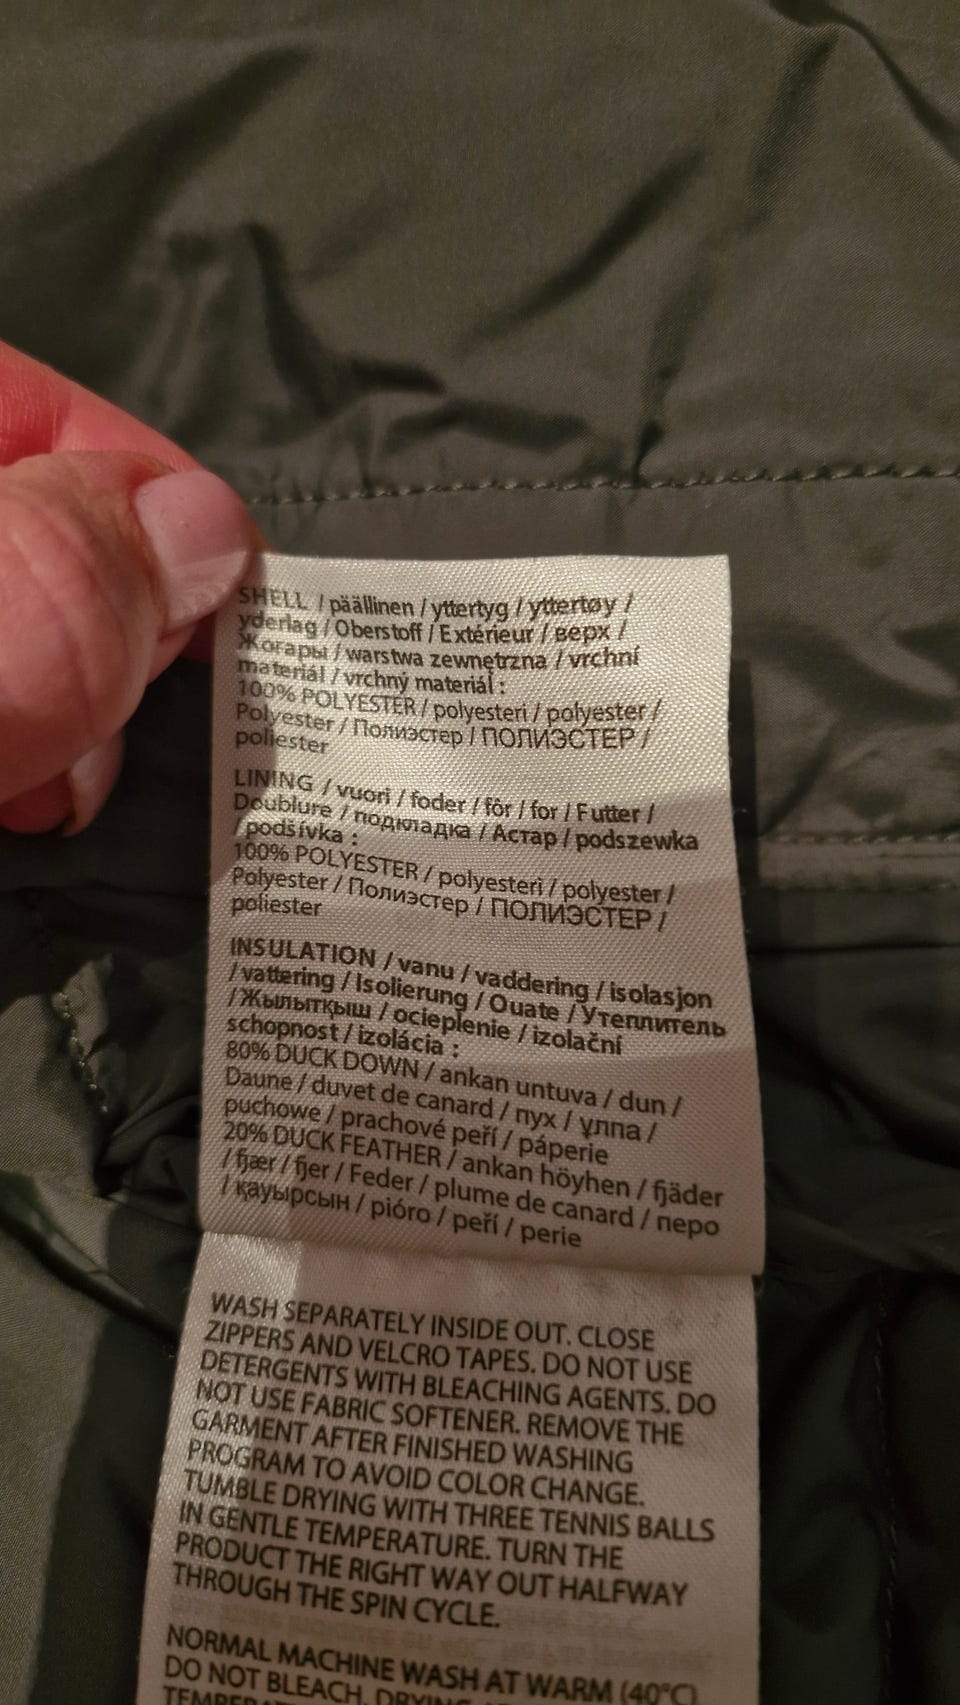 SHELL / päällinen / yttertyg / yttertøy /
yderlag / Oberstoff / Extérieur / верх /
Жоғары / warstwa zewnętrzna / vrchní
materiál / vrchný materiál :
100% POLYESTER / polyesteri / polyester /
Polyester / Полиэстер / ПОЛИЭСТЕР /
poliester
LINING / vuori / foder / fôr / for / Futter /
Doublure / подкладка / Астар / podszewka
/ podšívka :
100% POLYESTER / polyesteri / polyester /
Polyester / Полиэстер / ПОЛИЭСТЕР /
poliester
INSULATION / vanu / vaddering / isolasjon
/ vattering / Isolierung / Ouate / Утеплитель
/ Жылытқыш / ocieplenie / izolační
schopnost / izolácia :
80% DUCK DOWN / ankan untuva / dun /
Daune / duvet de canard / пух / ұлпа /
puchowe / prachové peří / páperie
20% DUCK FEATHER / ankan höyhen / fjäder
/ fjær / fjer / Feder / plume de canard / перо
/ қауырсын / pióro / peří / perie
WASH SEPARATELY INSIDE OUT. CLOSE
ZIPPERS AND VELCRO TAPES. DO NOT USE
DETERGENTS WITH BLEACHING AGENTS. DO
NOT USE FABRIC SOFTENER. REMOVE THE
GARMENT AFTER FINISHED WASHING
PROGRAM TO AVOID COLOR CHANGE.
TUMBLE DRYING WITH THREE TENNIS BALLS
IN GENTLE TEMPERATURE. TURN THE
PRODUCT THE RIGHT WAY OUT HALFWAY
THROUGH THE SPIN CYCLE.
NORMAL MACHINE WASH AT WARM (40°C)
DO NOT BLEACH, DRYING